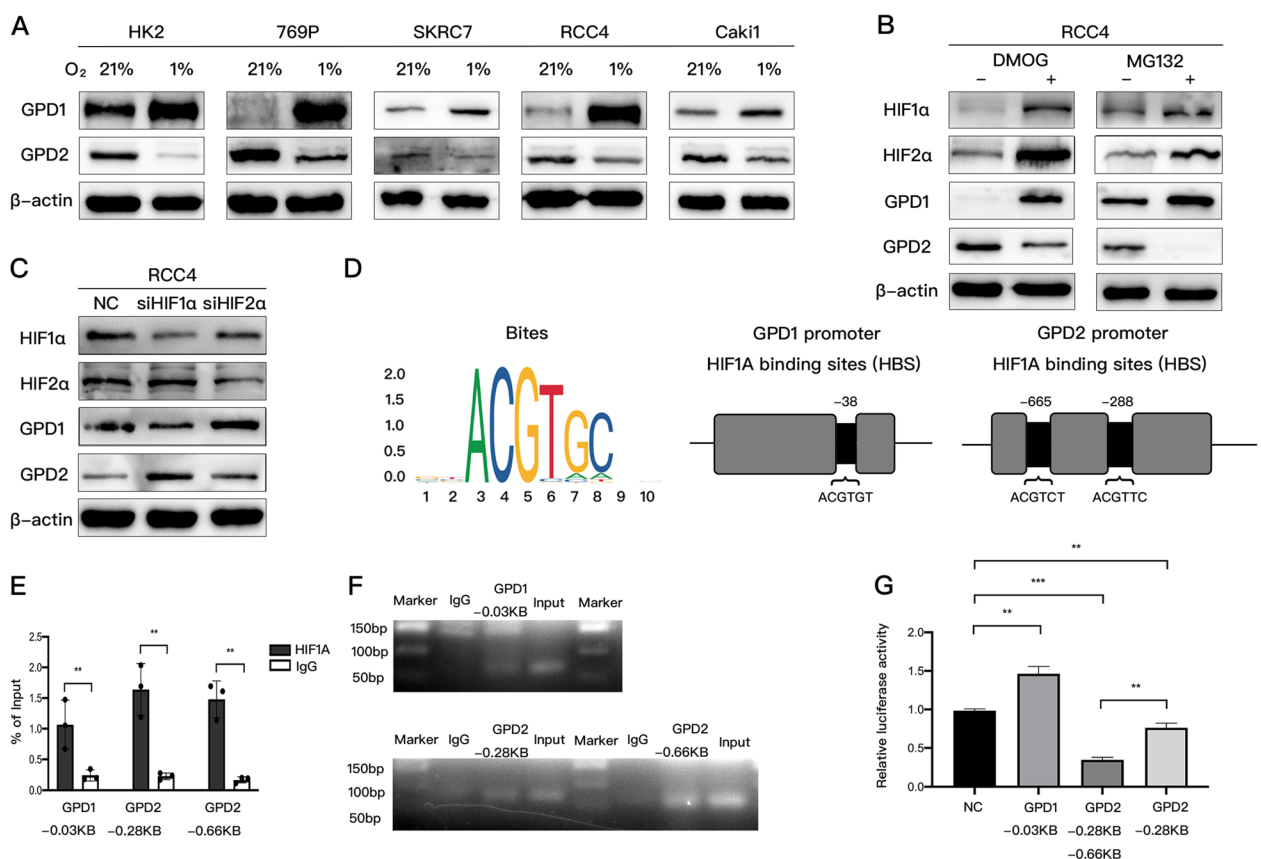 A
HK2 769P SKRC7 RCC4 Caki1
O₂ 21% 1% 21% 1% 21% 1% 21% 1% 21% 1%
GPD1
GPD2
β−actin
B
RCC4
DMOG MG132
− + − +
HIF1α
HIF2α
GPD1
GPD2
β−actin
C
RCC4
NC siHIF1α siHIF2α
HIF1α
HIF2α
GPD1
GPD2
β−actin
D
Bites
2.0
1.5
1.0
0.5
0.0
ACGTGC
1 2 3 4 5 6 7 8 9 10
GPD1 promoter
HIF1A binding sites (HBS)
−38
ACGTGT
GPD2 promoter
HIF1A binding sites (HBS)
−665 −288
ACGTCT ACGTTC
E
% of Input
2.5
2.0
1.5
1.0
0.5
0.0
** ** **
HIF1A
IgG
GPD1 GPD2 GPD2
−0.03KB −0.28KB −0.66KB
F
Marker IgG GPD1 −0.03KB Input Marker
150bp
100bp
50bp
Marker IgG GPD2 −0.28KB Input Marker IgG GPD2 −0.66KB Input
150bp
100bp
50bp
G
Relative luciferase activity
2.0
1.5
1.0
0.5
0.0
**
***
**
**
NC GPD1 GPD2 GPD2
−0.03KB −0.28KB −0.28KB
−0.66KB